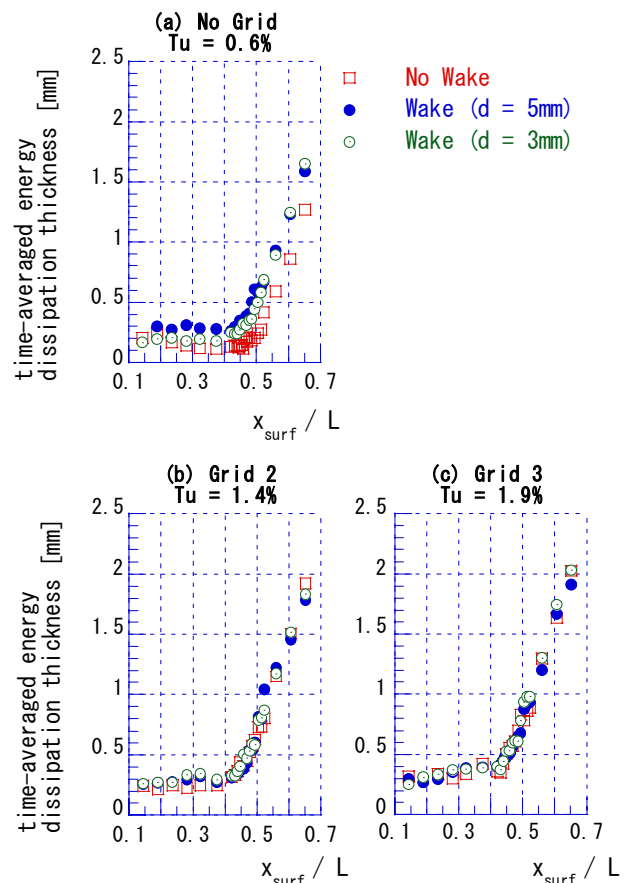 (a) No Grid
Tu = 0.6%
time-averaged energy
dissipation thickness [mm]
2.5
2
1.5
1
0.5
0
0.1 0.3 0.5 0.7
x_surf / L
No Wake
Wake (d = 5mm)
Wake (d = 3mm)
(b) Grid 2
Tu = 1.4%
time-averaged energy
dissipation thickness [mm]
2.5
2
1.5
1
0.5
0
0.1 0.3 0.5 0.7
x_surf / L
(c) Grid 3
Tu = 1.9%
2.5
2
1.5
1
0.5
0
0.1 0.3 0.5 0.7
x_surf / L